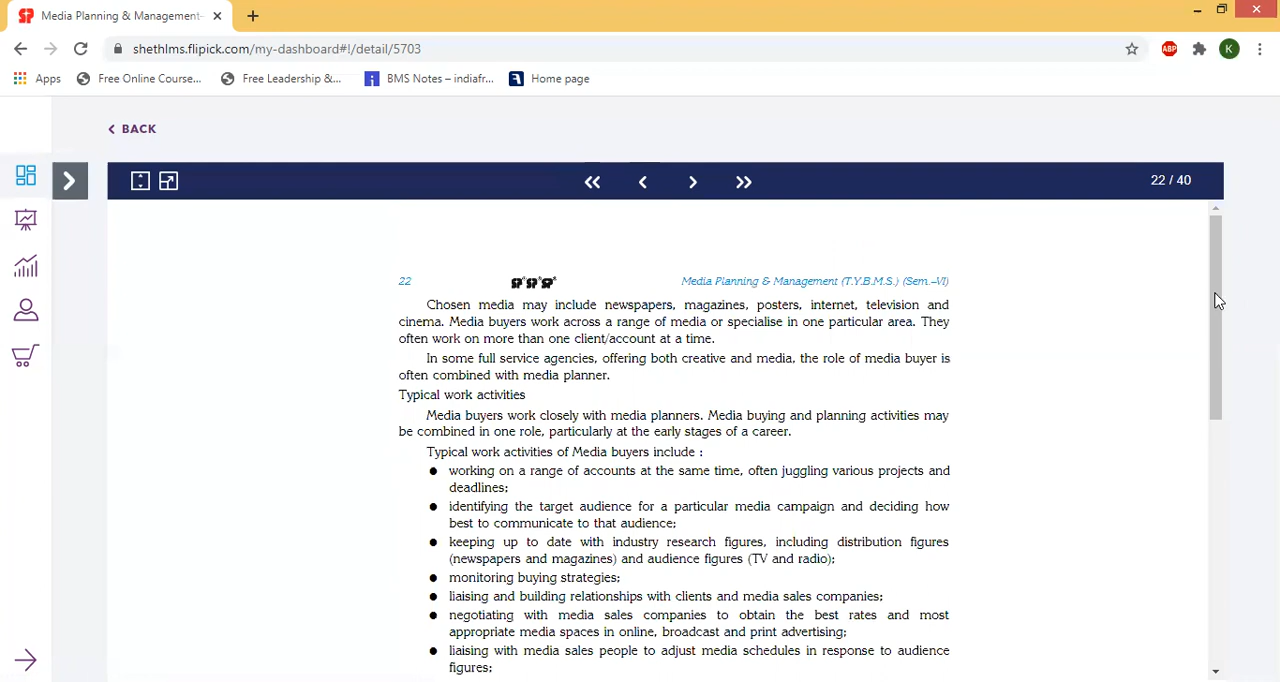 Media Planning & Management-
shethlms.flipick.com/my-dashboard#!/detail/5703
ABP
K
Apps
Free Online Course...
Free Leadership &...
BMS Notes – indiafr...
Home page
BACK
22 / 40
22
Media Planning & Management (T.Y.B.M.S.) (Sem.–VI)
Chosen media may include newspapers, magazines, posters, internet, television and
cinema. Media buyers work across a range of media or specialise in one particular area. They
often work on more than one client/account at a time.
In some full service agencies, offering both creative and media, the role of media buyer is
often combined with media planner.
Typical work activities
Media buyers work closely with media planners. Media buying and planning activities may
be combined in one role, particularly at the early stages of a career.
Typical work activities of Media buyers include :
● working on a range of accounts at the same time, often juggling various projects and
deadlines;
● identifying the target audience for a particular media campaign and deciding how
best to communicate to that audience;
● keeping up to date with industry research figures, including distribution figures
(newspapers and magazines) and audience figures (TV and radio);
● monitoring buying strategies;
● liaising and building relationships with clients and media sales companies;
● negotiating with media sales companies to obtain the best rates and most
appropriate media spaces in online, broadcast and print advertising;
● liaising with media sales people to adjust media schedules in response to audience
figures;